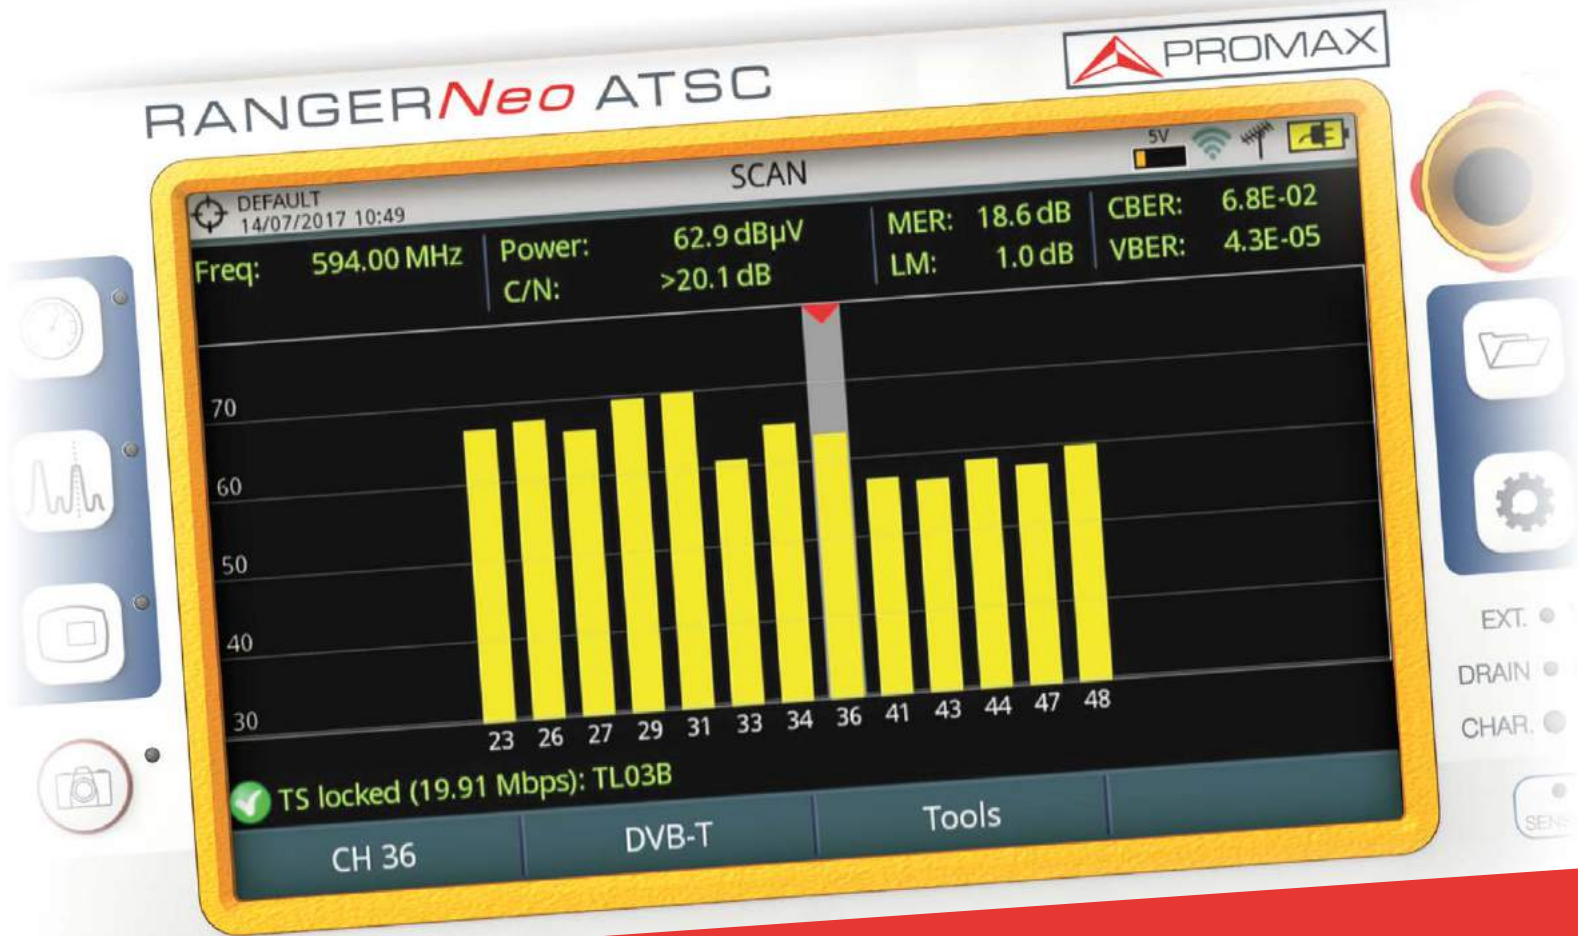 RANGERNeo ATSC
PROMAX
DEFAULT
14/07/2017 10:49
SCAN
5V
Freq: 594.00 MHz
Power: 62.9 dBµV
C/N: >20.1 dB
MER: 18.6 dB
LM: 1.0 dB
CBER: 6.8E-02
VBER: 4.3E-05
70
60
50
40
30
23 26 27 29 31 33 34 36 41 43 44 47 48
TS locked (19.91 Mbps): TL03B
CH 36
DVB-T
Tools
EXT.
DRAIN
CHAR.